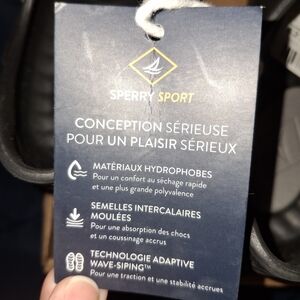 SPERRY SPORT
CONCEPTION SÉRIEUSE
POUR UN PLAISIR SÉRIEUX
MATÉRIAUX HYDROPHOBES
Pour un confort au séchage rapide
et une plus grande polyvalence
SEMELLES INTERCALAIRES
MOULÉES
Pour une absorption des chocs
et un coussinage accrus
TECHNOLOGIE ADAPTIVE
WAVE-SIPING™
Pour une traction et une stabilité accrues